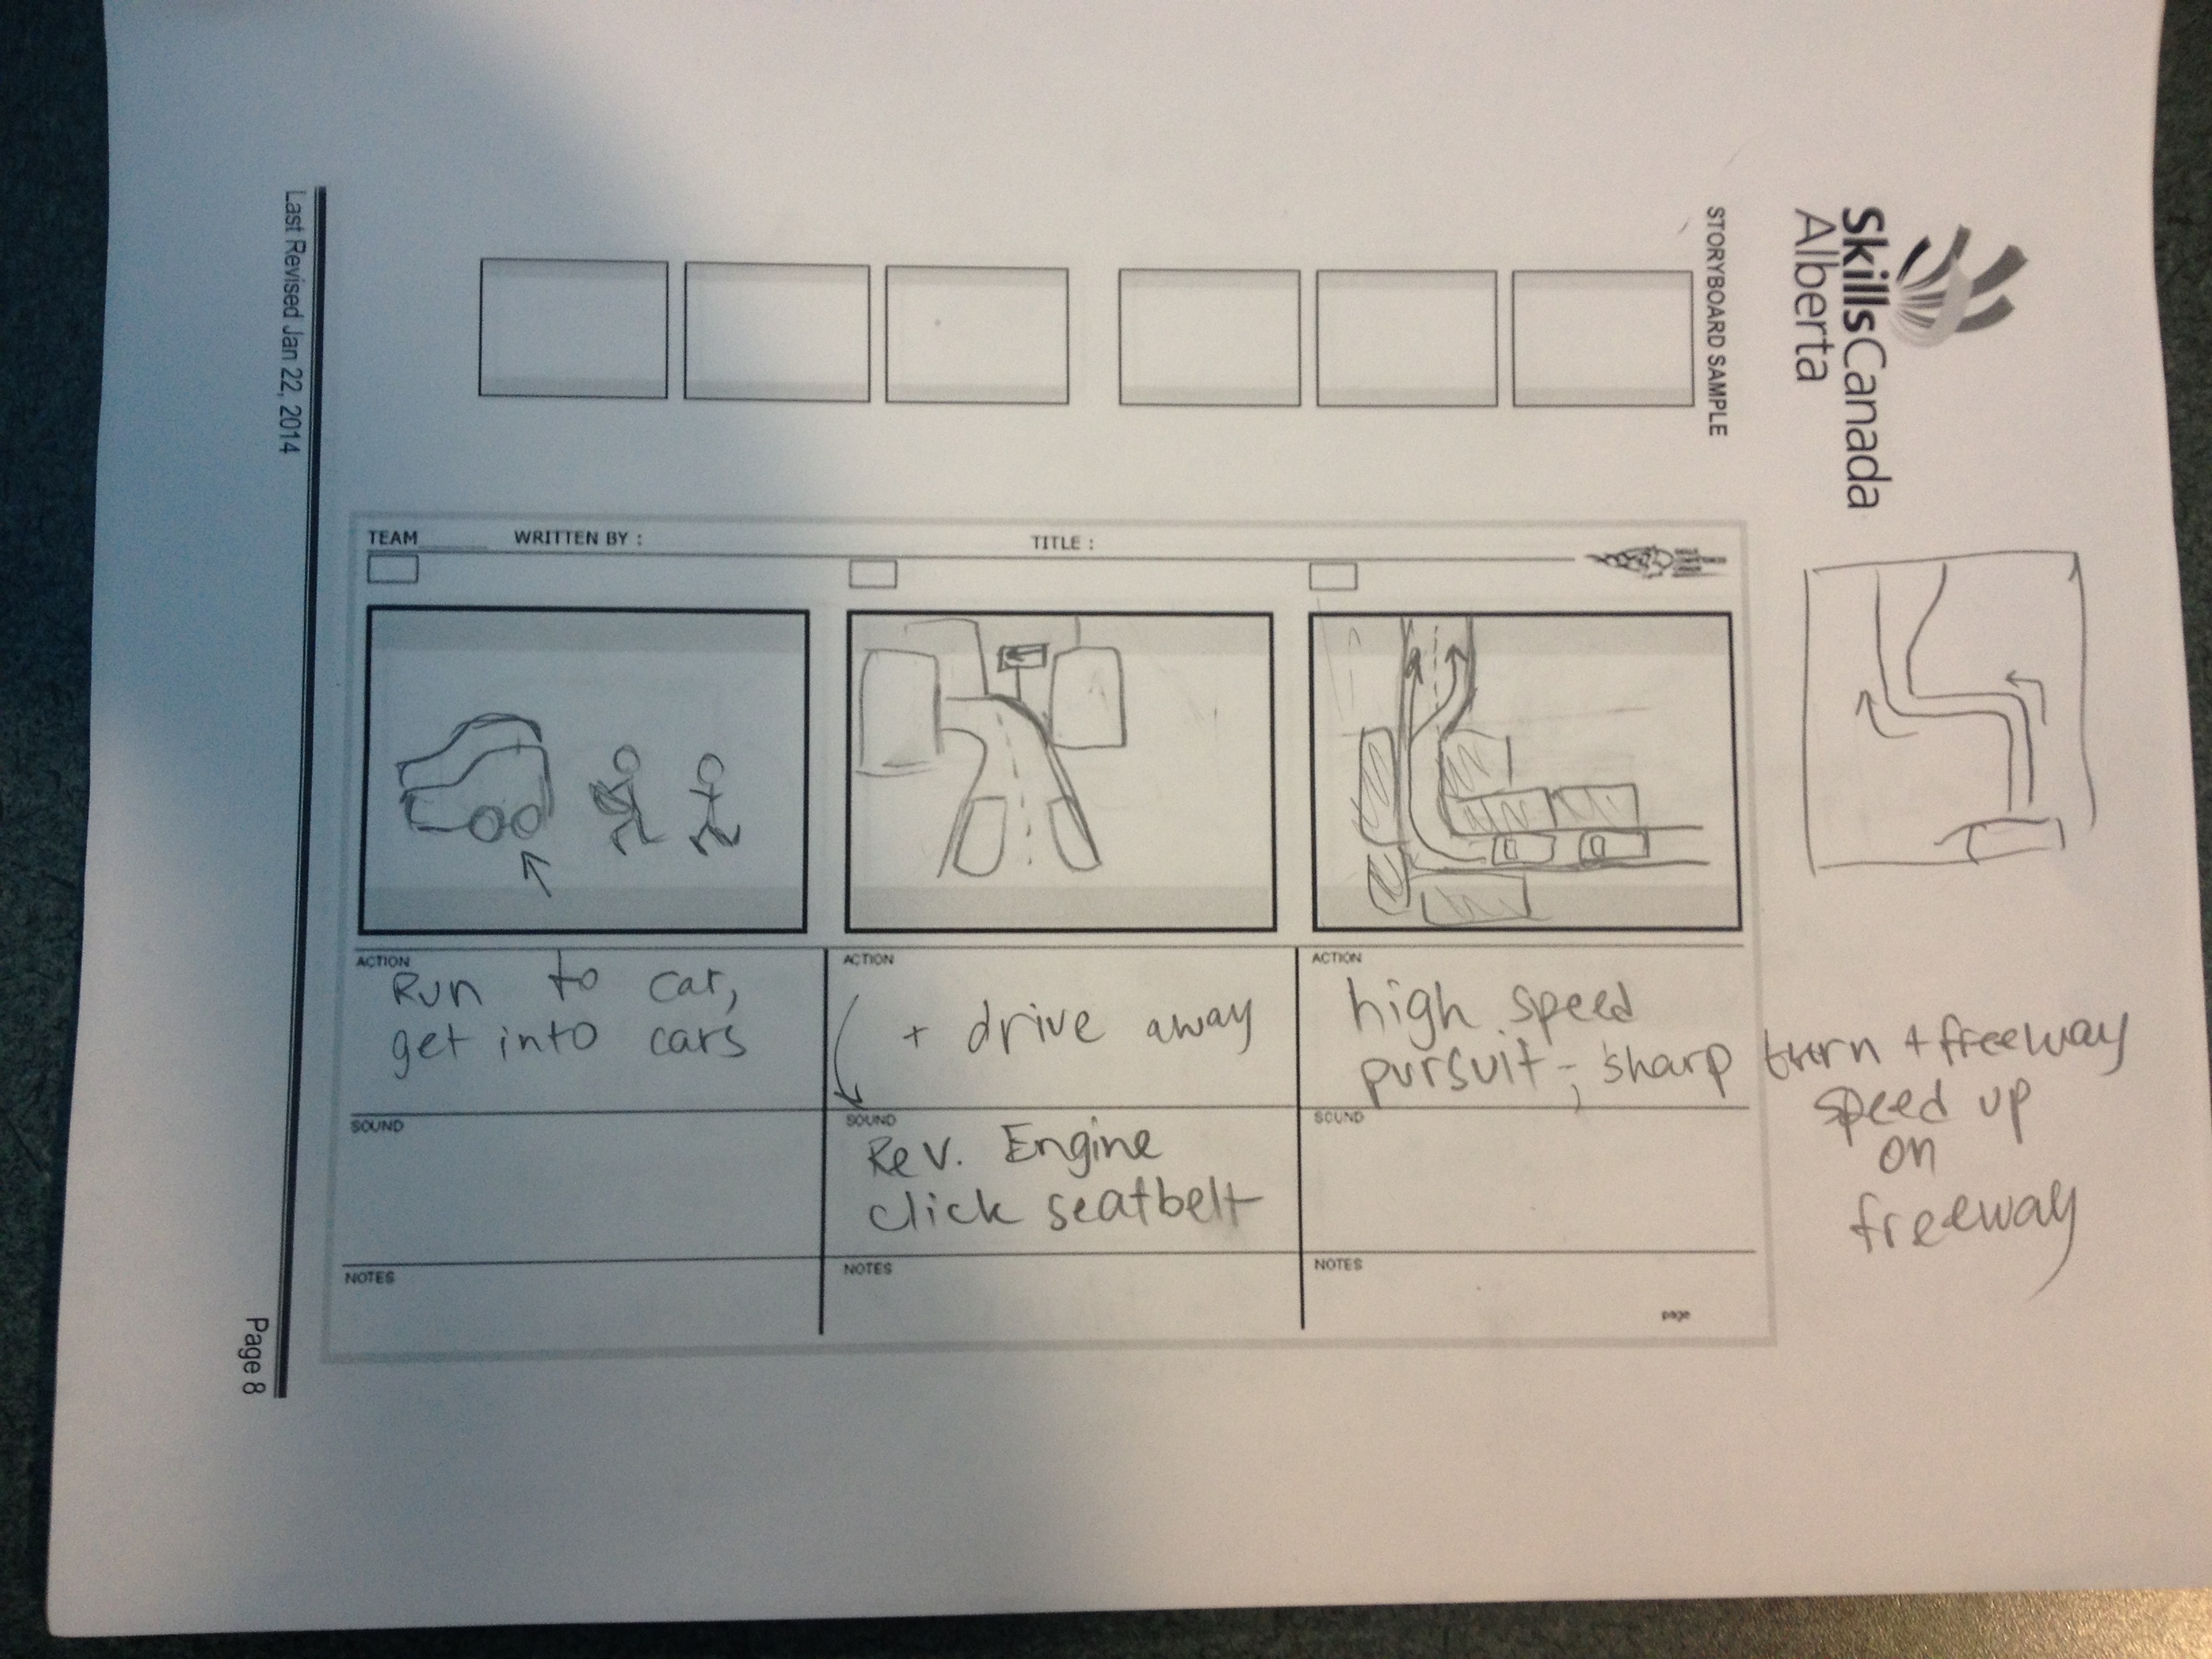 SkillsCanada
Alberta
STORYBOARD SAMPLE
TEAM WRITTEN BY : TITLE :
ACTION
Run to car,
get into cars
SOUND
NOTES
ACTION
+ drive away
SOUND
Rev. Engine
click seatbelt
NOTES
ACTION
high speed
pursuit - ; sharp turn + freeway
speed up
on
freeway
SOUND
NOTES
page
Last Revised Jan 22, 2014
Page 8